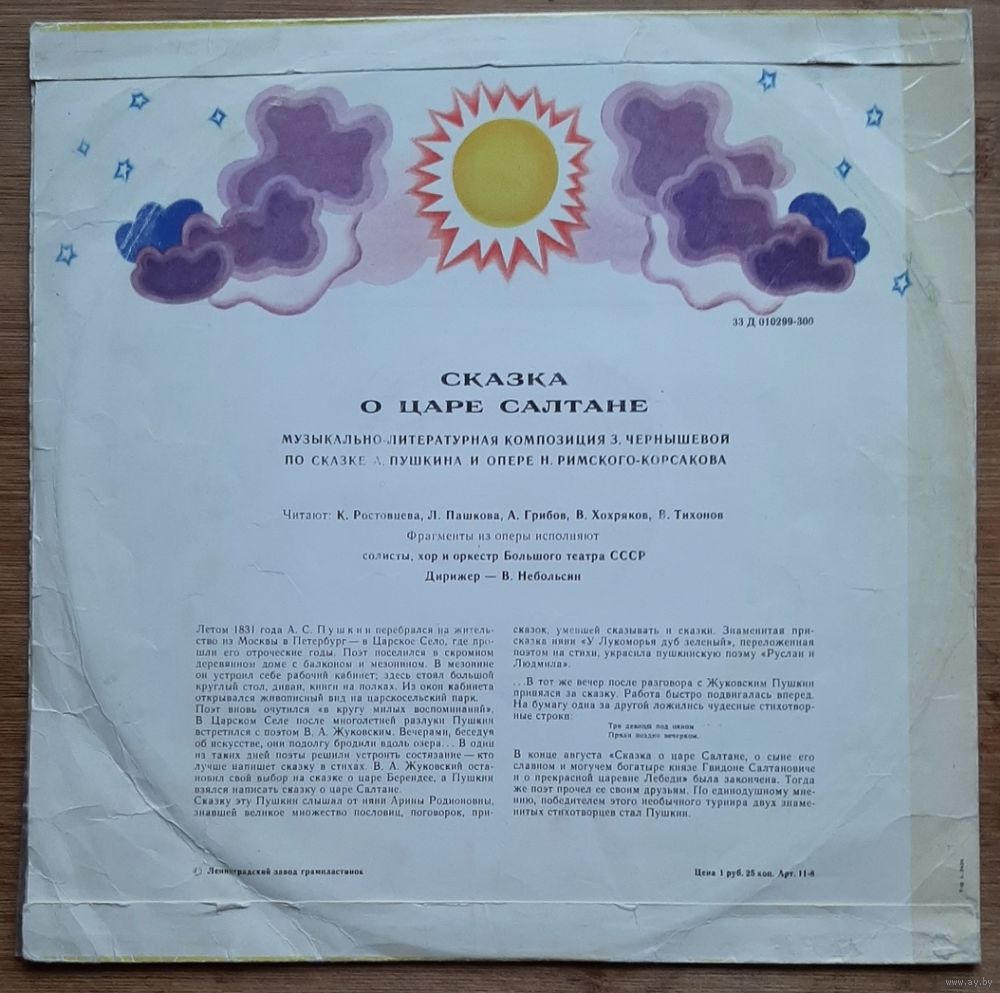 33 Д 010299-300
СКАЗКА
О ЦАРЕ САЛТАНЕ
МУЗЫКАЛЬНО-ЛИТЕРАТУРНАЯ КОМПОЗИЦИЯ З. ЧЕРНЫШЕВОЙ
ПО СКАЗКЕ А. ПУШКИНА И ОПЕРЕ Н. РИМСКОГО-КОРСАКОВА
Читают: К. Ростовцева, Л. Пашкова, А. Грибов, В. Хохряков, В. Тихонов
Фрагменты из оперы исполняют
солисты, хор и оркестр Большого театра СССР
Дирижер — В. Небольсин
Летом 1831 года А. С. Пушкин перебрался на житель-
ство из Москвы в Петербург — в Царское Село, где про-
шли его отроческие годы. Поэт поселился в скромном
деревянном доме с балконом и мезонином. В мезонине
он устроил себе рабочий кабинет; здесь стоял большой
круглый стол, диван, книги на полках. Из окон кабинета
открывался живописный вид на царскосельский парк.
Поэт вновь очутился «в кругу милых воспоминаний».
В Царском Селе после многолетней разлуки Пушкин
встретился с поэтом В. А. Жуковским. Вечерами, беседуя
об искусстве, они подолгу бродили вдоль озера... В один
из таких дней поэты решили устроить состязание — кто
лучше напишет сказку в стихах. В. А. Жуковский оста-
новил свой выбор на сказке о царе Берендее, а Пушкин
взялся написать сказку о царе Салтане.
Сказку эту Пушкин слышал от няни Арины Родионовны,
знавшей великое множество пословиц, поговорок, при-
сказок, умевшей сказывать и сказки. Знаменитая при-
сказка няни «У Лукоморья дуб зеленый», переложенная
поэтом на стихи, украсила пушкинскую поэму «Руслан и
Людмила».
...В тот же вечер после разговора с Жуковским Пушкин
принялся за сказку. Работа быстро подвигалась вперед.
На бумагу одна за другой ложились чудесные стихотвор-
ные строки:
Три девицы под окном
Пряли поздно вечерком.
В конце августа «Сказка о царе Салтане, о сыне его
славном и могучем богатыре князе Гвидоне Салтановиче
и о прекрасной царевне Лебеди» была закончена. Тогда
же поэт прочел ее своим друзьям. По единодушному мне-
нию, победителем этого необычного турнира двух знаме-
нитых стихотворцев стал Пушкин.
Ленинградский завод грампластинок
Цена 1 руб. 25 коп. Арт. 11-8
www.ay.by